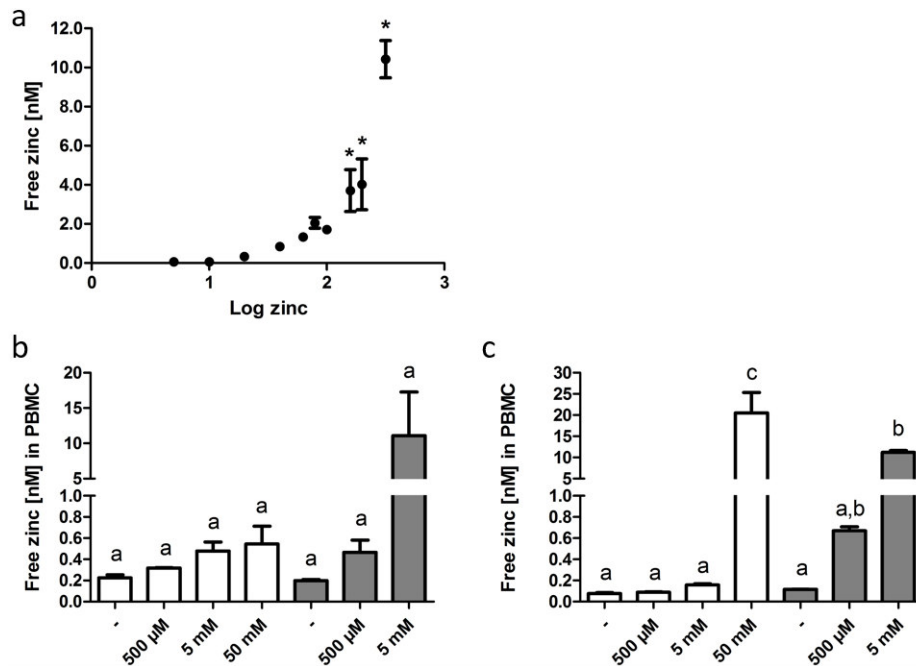 a
12.0
10.0
8.0
6.0
4.0
2.0
0.0
Free zinc [nM]
*
*
*
0 1 2 3
Log zinc
b
Free zinc [nM] in PBMC
20
15
10
5
1.0
0.8
0.6
0.4
0.2
0.0
a a a a a a a
- 500 µM 5 mM 50 mM - 500 µM 5 mM
c
Free zinc [nM] in PBMC
30
25
20
15
10
5
1.0
0.8
0.6
0.4
0.2
0.0
a a a c a a,b b
- 500 µM 5 mM 50 mM - 500 µM 5 mM